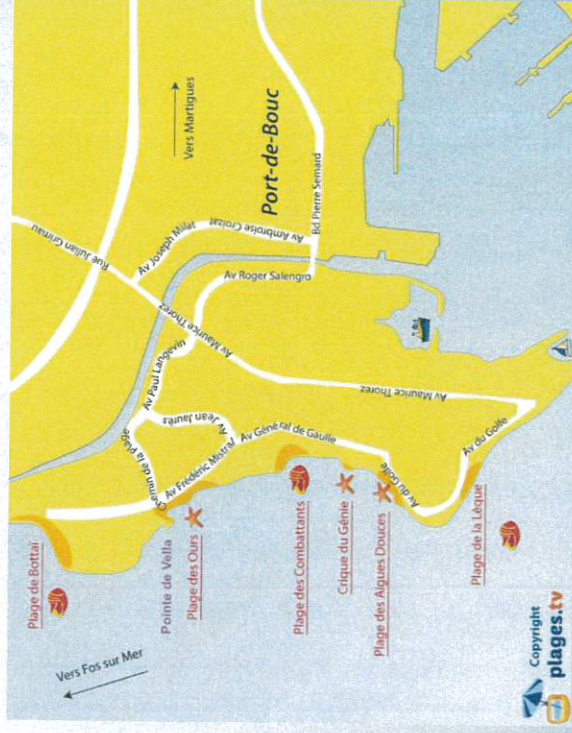 Rue Julian Grimau
Vers Martigues
Av Joseph Milat
Av Ambroise Croizat
Port-de-Bouc
Bd Pierre Semard
Av Roger Salengro
Av Maurice Thorez
Av Paul Langevin
Av Maurice Thorez
Av Jean Jaurès
Chemin de la Plage
Av Frédéric Mistral
Av Général de Gaulle
Av du Golfe
Av du Golfe
Plage de Bottaï
Pointe de Vella
Plage des Ours
Plage des Combattants
Crique du Génie
Plage des Aigues Douces
Plage de la Lèque
Vers Fos sur Mer
Copyright
plages.tv